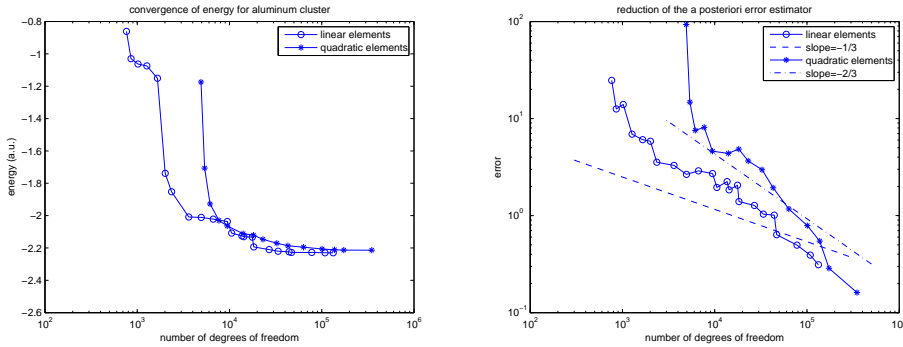 convergence of energy for aluminum cluster
−0.8
−1
−1.2
−1.4
−1.6
−1.8
−2
−2.2
−2.4
−2.6
energy (a.u.)
linear elements
quadratic elements
10^2
10^3
10^4
10^5
10^6
number of degrees of freedom
reduction of the a posteriori error estimator
10^2
10^1
10^0
10^−1
error
linear elements
slope=−1/3
quadratic elements
slope=−2/3
10^2
10^3
10^4
10^5
number of degrees of freedom